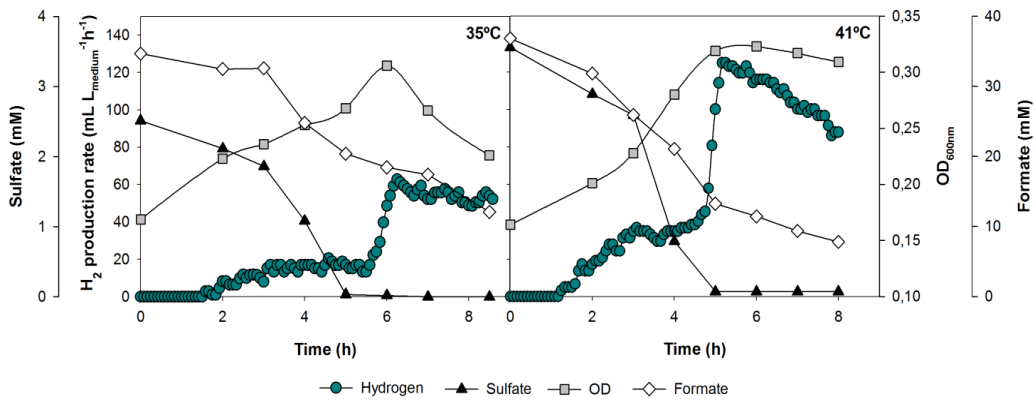 35ºC
41ºC
Sulfate (mM)
4
3
2
1
0
H2 production rate (mL Lmedium-1h-1)
140
120
100
80
60
40
20
0
0 2 4 6 8
Time (h)
0 2 4 6 8
Time (h)
0,35
0,30
0,25
0,20
0,15
0,10
OD600nm
40
30
20
10
0
Formate (mM)
Hydrogen Sulfate OD Formate